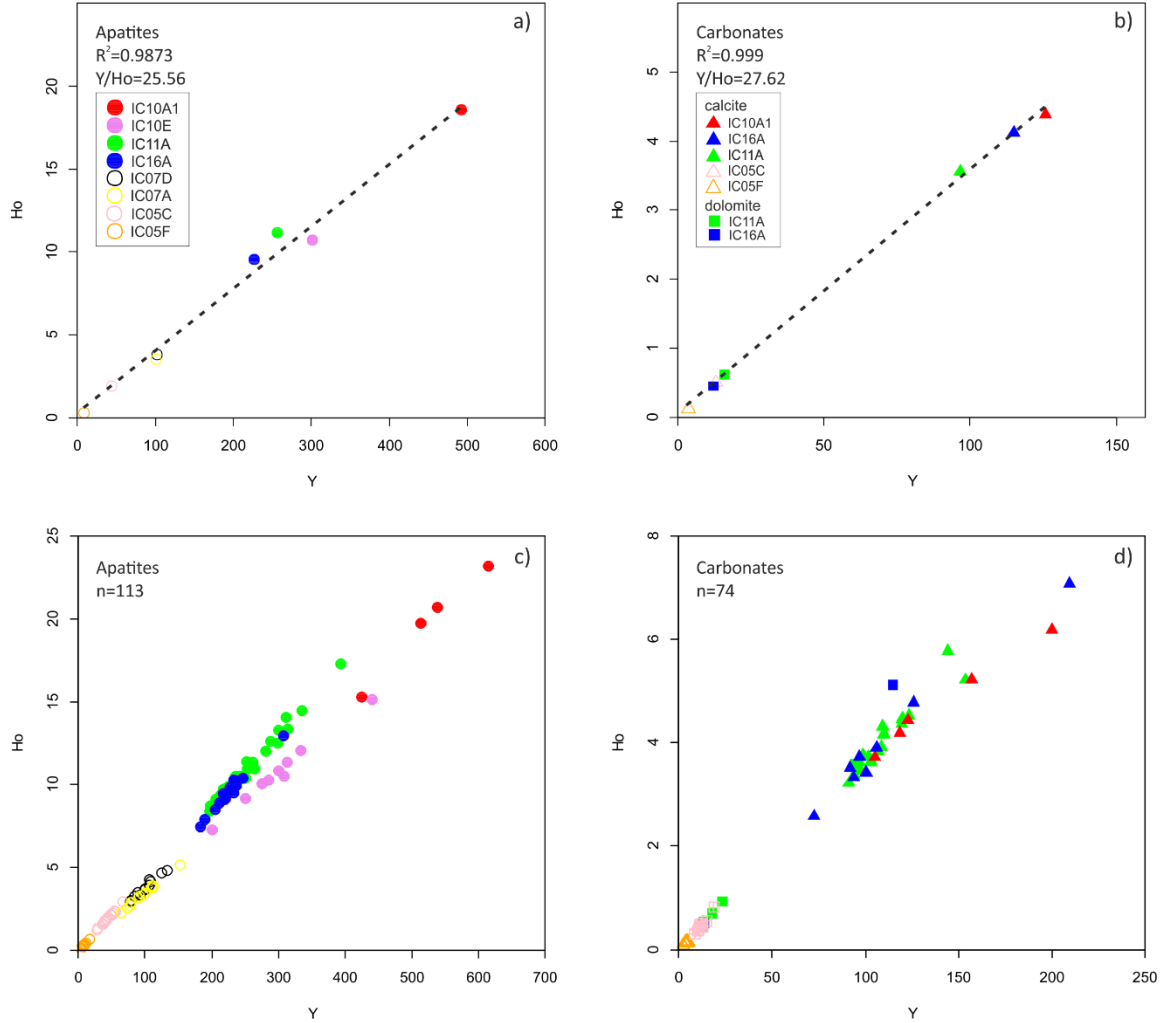 a)
Apatites
R²=0.9873
Y/Ho=25.56
IC10A1
IC10E
IC11A
IC16A
IC07D
IC07A
IC05C
IC05F
20
15
10
5
0
Ho
0 100 200 300 400 500 600
Y
b)
Carbonates
R²=0.999
Y/Ho=27.62
calcite
IC10A1
IC16A
IC11A
IC05C
IC05F
dolomite
IC11A
IC16A
5
4
3
2
1
0
Ho
0 50 100 150
Y
c)
Apatites
n=113
25
20
15
10
5
0
Ho
0 100 200 300 400 500 600 700
Y
d)
Carbonates
n=74
8
6
4
2
0
Ho
0 50 100 150 200 250
Y